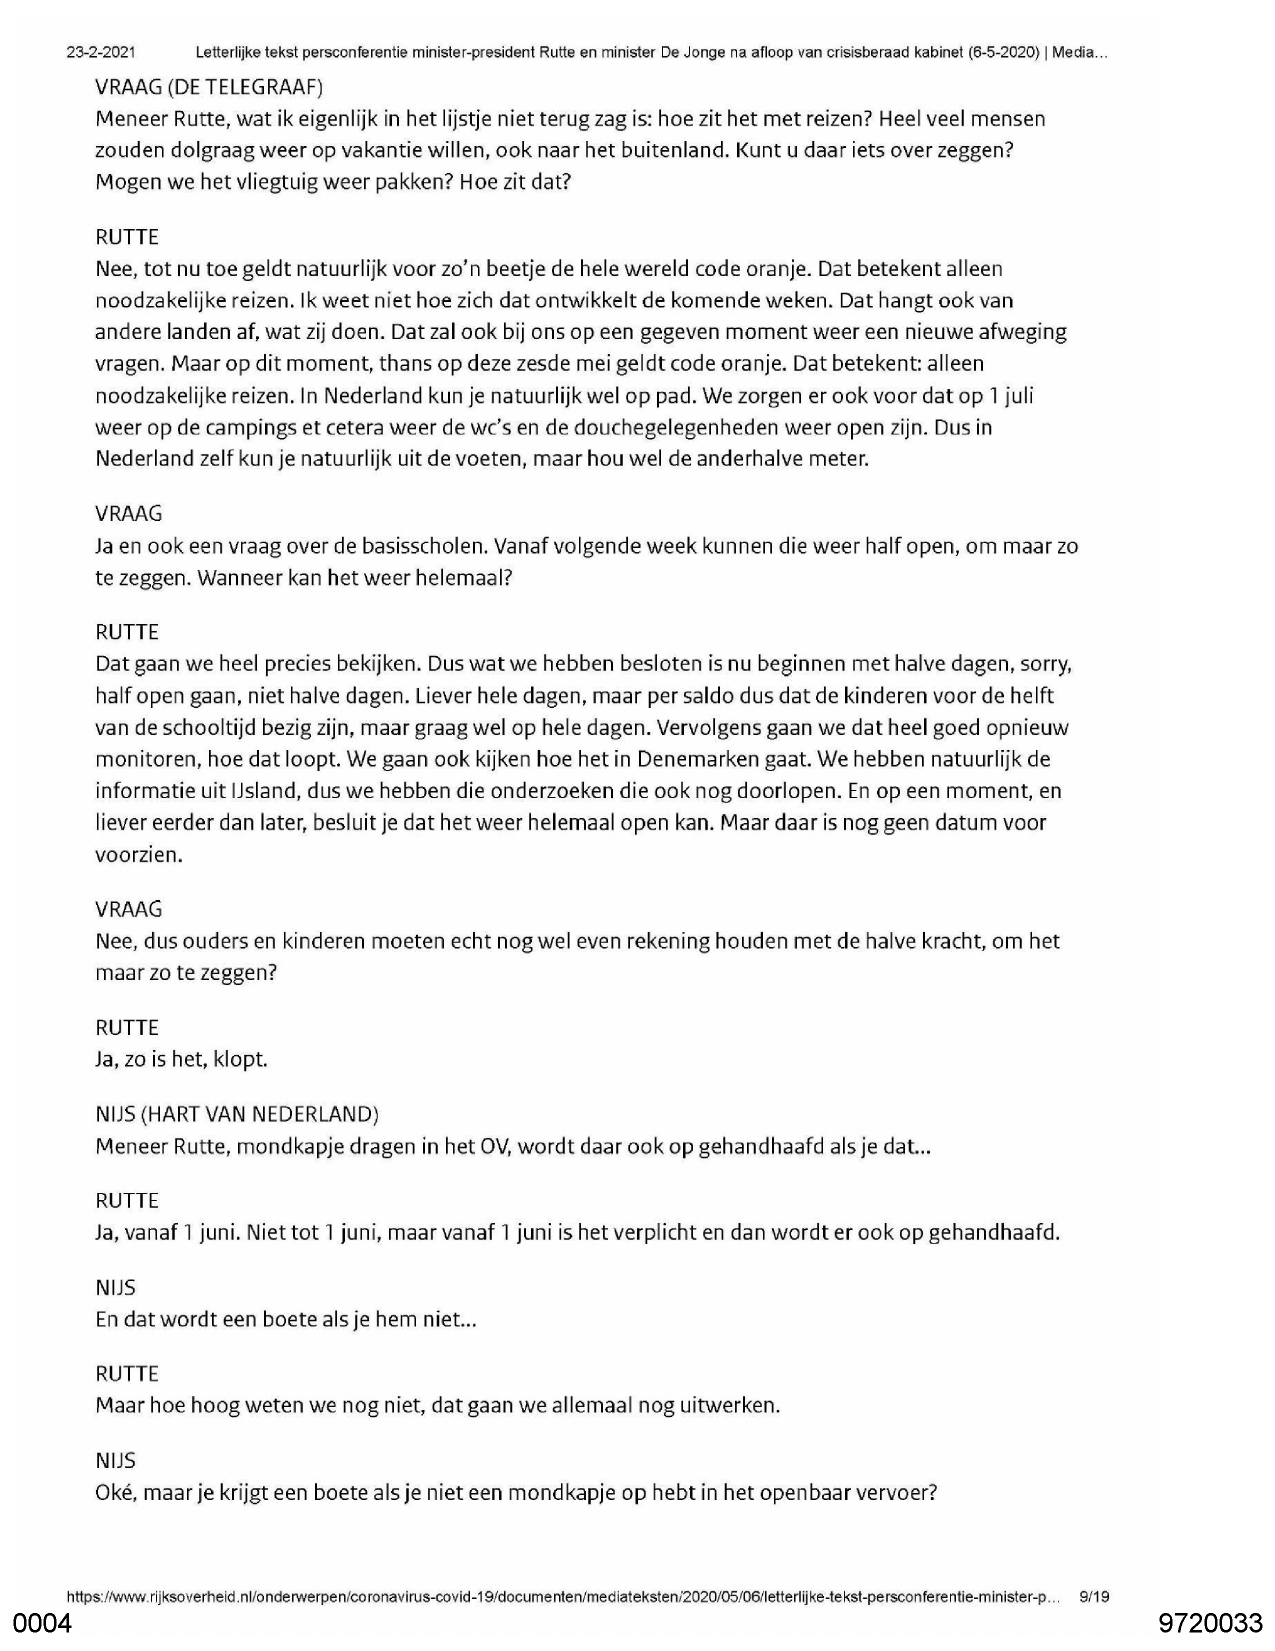 23-2-2021 Letterlijke tekst persconferentie minister-president Rutte en minister De Jonge na afloop van crisisberaad kabinet (6-5-2020) | Media...
VRAAG (DE TELEGRAAF)
Meneer Rutte, wat ik eigenlijk in het lijstje niet terug zag is: hoe zit het met reizen? Heel veel mensen
zouden dolgraag weer op vakantie willen, ook naar het buitenland. Kunt u daar iets over zeggen?
Mogen we het vliegtuig weer pakken? Hoe zit dat?
RUTTE
Nee, tot nu toe geldt natuurlijk voor zo'n beetje de hele wereld code oranje. Dat betekent alleen
noodzakelijke reizen. Ik weet niet hoe zich dat ontwikkelt de komende weken. Dat hangt ook van
andere landen af, wat zij doen. Dat zal ook bij ons op een gegeven moment weer een nieuwe afweging
vragen. Maar op dit moment, thans op deze zesde mei geldt code oranje. Dat betekent: alleen
noodzakelijke reizen. In Nederland kun je natuurlijk wel op pad. We zorgen er ook voor dat op 1 juli
weer op de campings et cetera weer de wc's en de douchegelegenheden weer open zijn. Dus in
Nederland zelf kun je natuurlijk uit de voeten, maar hou wel de anderhalve meter.
VRAAG
Ja en ook een vraag over de basisscholen. Vanaf volgende week kunnen die weer half open, om maar zo
te zeggen. Wanneer kan het weer helemaal?
RUTTE
Dat gaan we heel precies bekijken. Dus wat we hebben besloten is nu beginnen met halve dagen, sorry,
half open gaan, niet halve dagen. Liever hele dagen, maar per saldo dus dat de kinderen voor de helft
van de schooltijd bezig zijn, maar graag wel op hele dagen. Vervolgens gaan we dat heel goed opnieuw
monitoren, hoe dat loopt. We gaan ook kijken hoe het in Denemarken gaat. We hebben natuurlijk de
informatie uit IJsland, dus we hebben die onderzoeken die ook nog doorlopen. En op een moment, en
liever eerder dan later, besluit je dat het weer helemaal open kan. Maar daar is nog geen datum voor
voorzien.
VRAAG
Nee, dus ouders en kinderen moeten echt nog wel even rekening houden met de halve kracht, om het
maar zo te zeggen?
RUTTE
Ja, zo is het, klopt.
NIJS (HART VAN NEDERLAND)
Meneer Rutte, mondkapje dragen in het OV, wordt daar ook op gehandhaafd als je dat...
RUTTE
Ja, vanaf 1 juni. Niet tot 1 juni, maar vanaf 1 juni is het verplicht en dan wordt er ook op gehandhaafd.
NIJS
En dat wordt een boete als je hem niet...
RUTTE
Maar hoe hoog weten we nog niet, dat gaan we allemaal nog uitwerken.
NIJS
Oké, maar je krijgt een boete als je niet een mondkapje op hebt in het openbaar vervoer?
https://www.rijksoverheid.nl/onderwerpen/coronavirus-covid-19/documenten/mediateksten/2020/05/06/letterlijke-tekst-persconferentie-minister-p... 9/19
0004 9720033